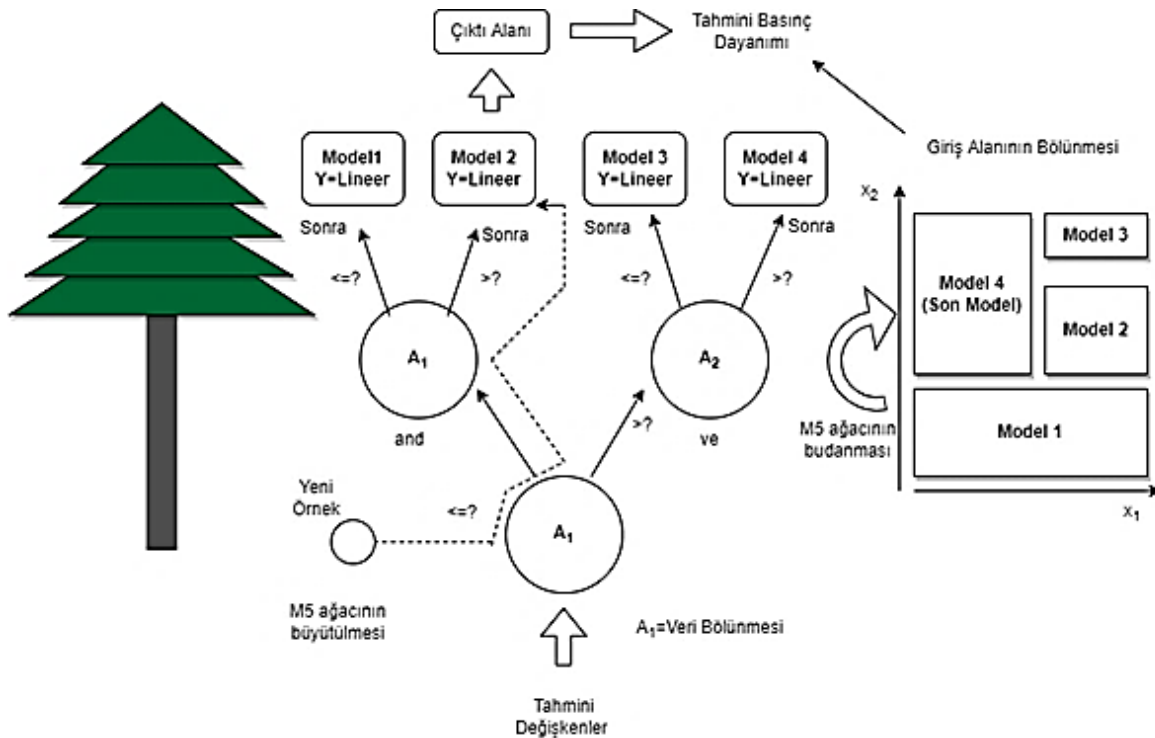 Çıktı Alanı
Tahmini Basınç
Dayanımı
Giriş Alanının Bölünmesi
Model1
Y=Lineer
Model 2
Y=Lineer
Model 3
Y=Lineer
Model 4
Y=Lineer
Sonra
Sonra
Sonra
Sonra
<=?
>?
<=?
>?
A1
A2
and
ve
<=?
>?
Yeni
Örnek
A1
M5 ağacının
büyütülmesi
A1=Veri Bölünmesi
Tahmini
Değişkenler
X2
Model 4
(Son Model)
Model 3
Model 2
Model 1
M5 ağacının
budanması
X1